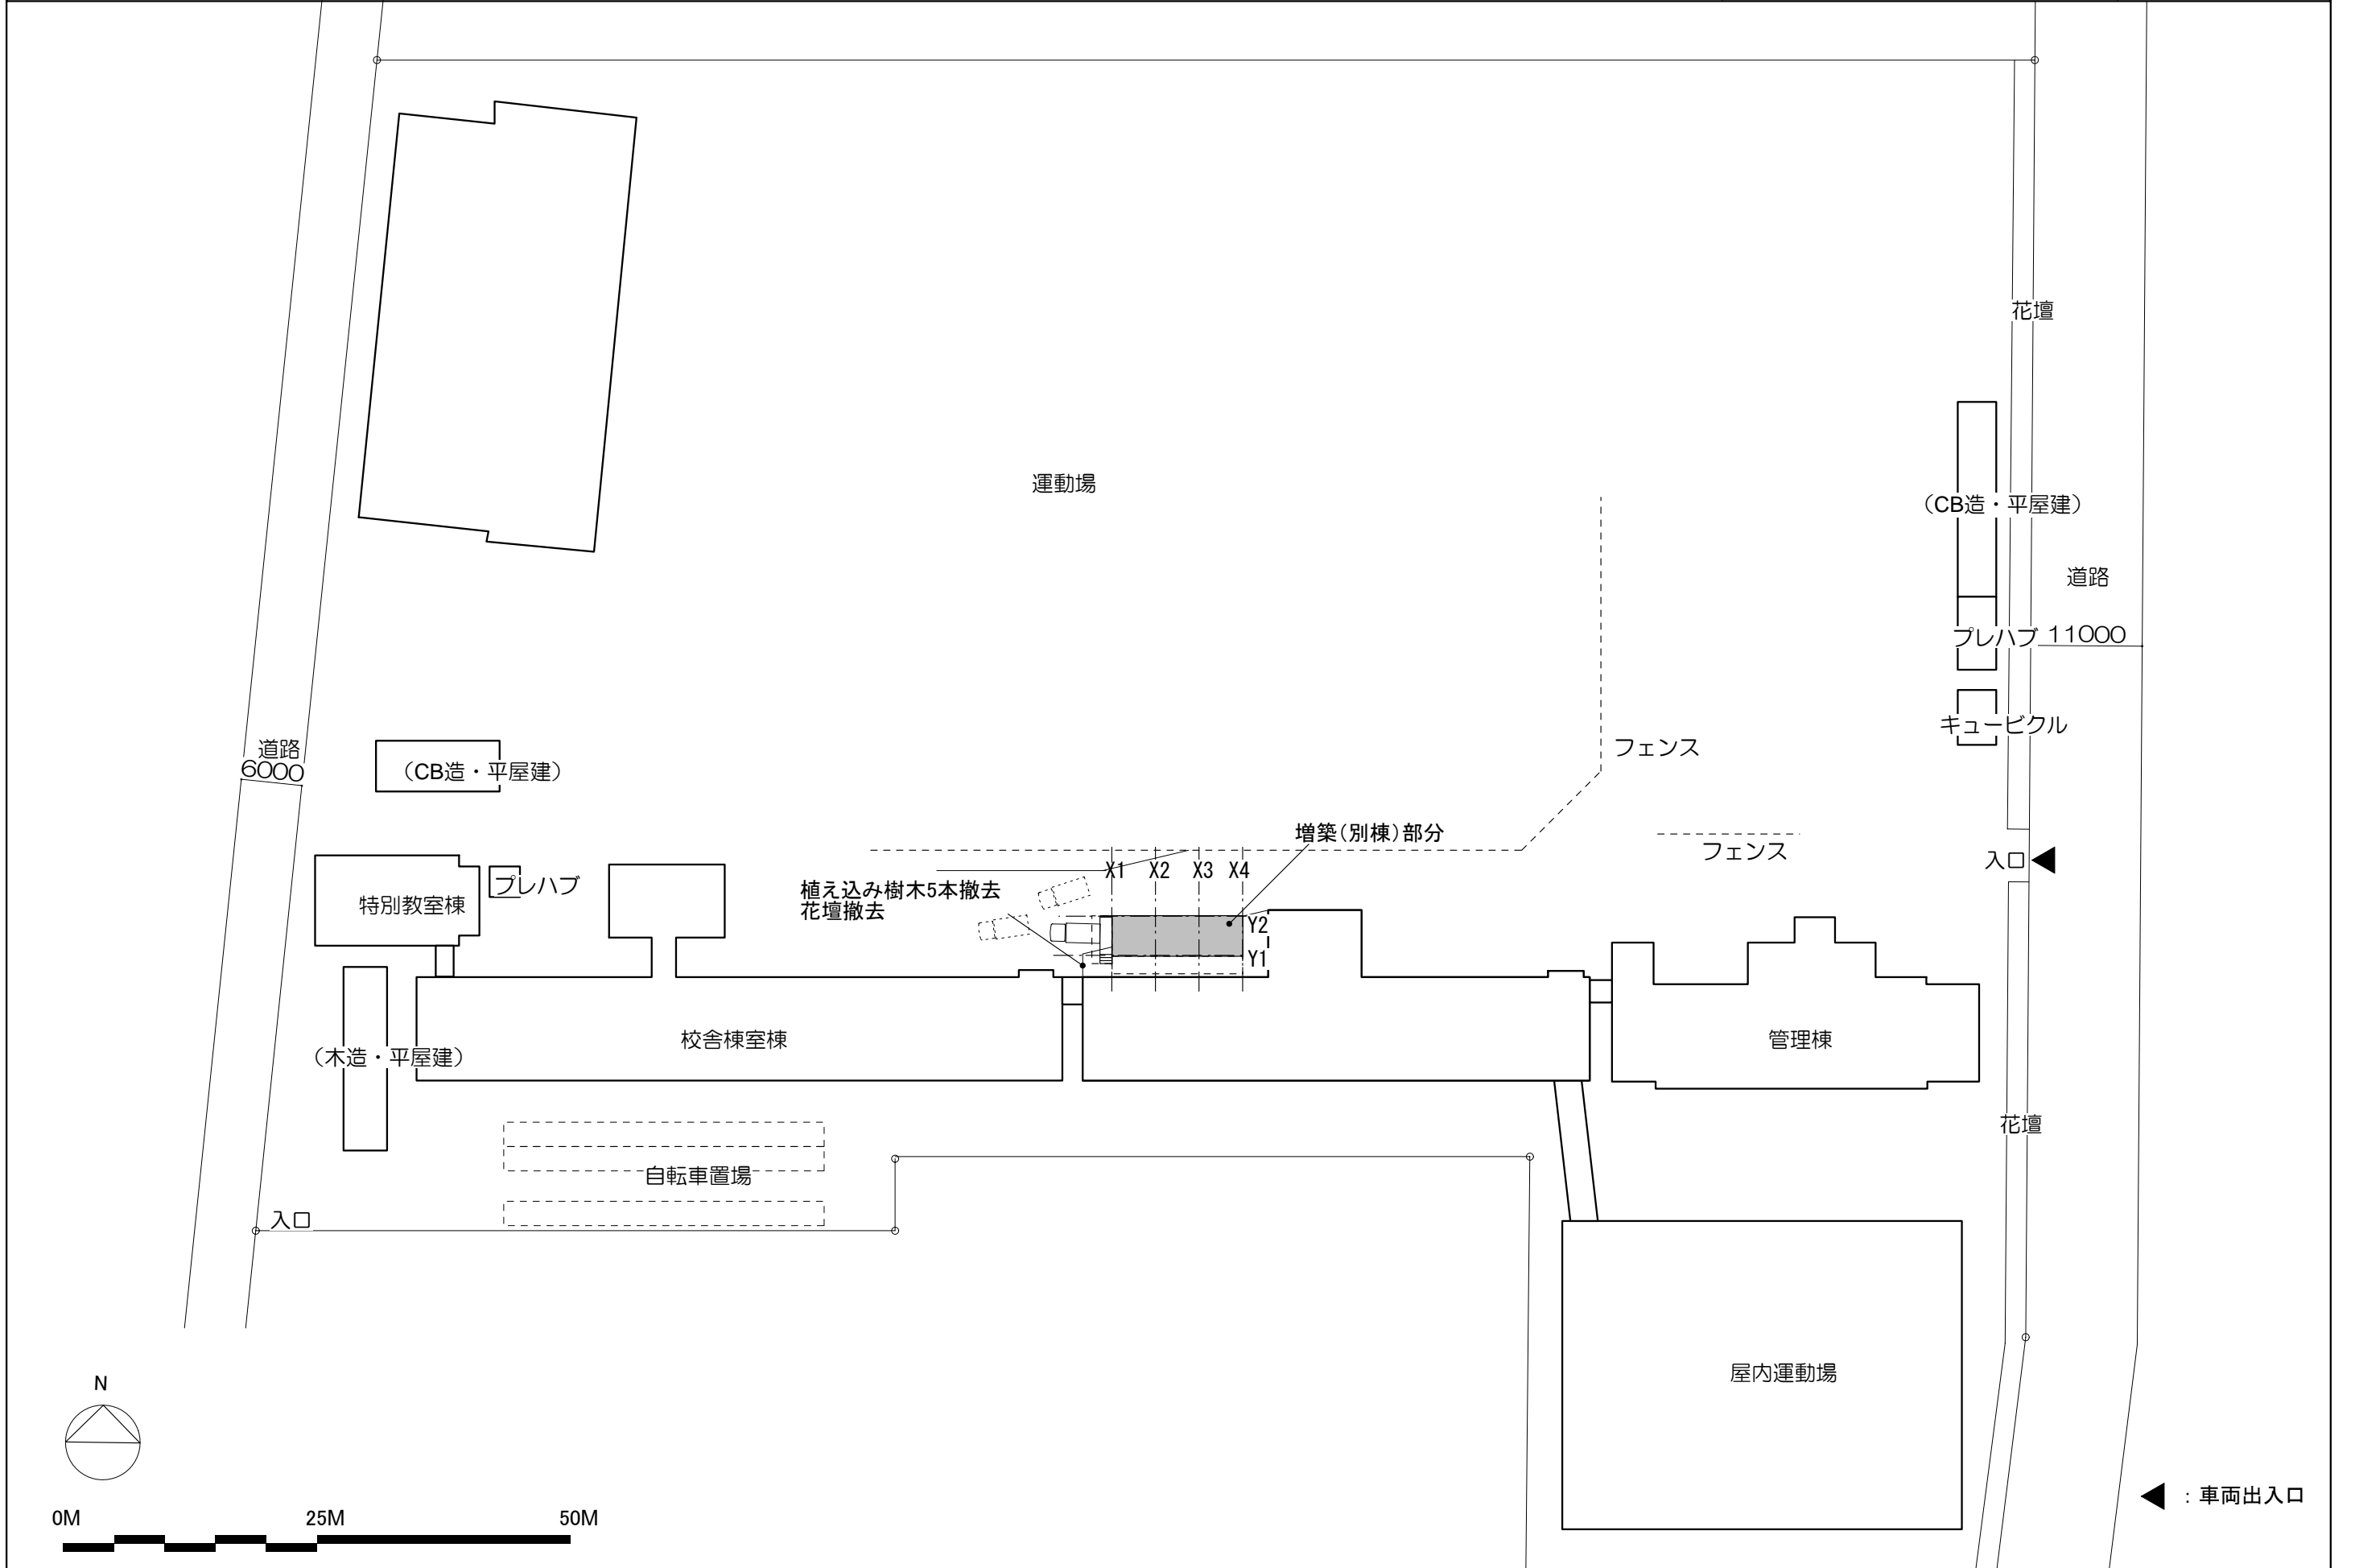 花壇
運動場
（CB造・平屋建）
道路
プレハブ 11000
キュービクル
道路
6000
（CB造・平屋建）
フェンス
増築（別棟）部分
フェンス
入口
X1 X2 X3 X4
プレハブ
特別教室棟
植え込み樹木5本撤去
花壇撤去
Y2
Y1
校舎棟室棟
管理棟
（木造・平屋建）
花壇
自転車置場
入口
屋内運動場
N
0M 25M 50M
：車両出入口